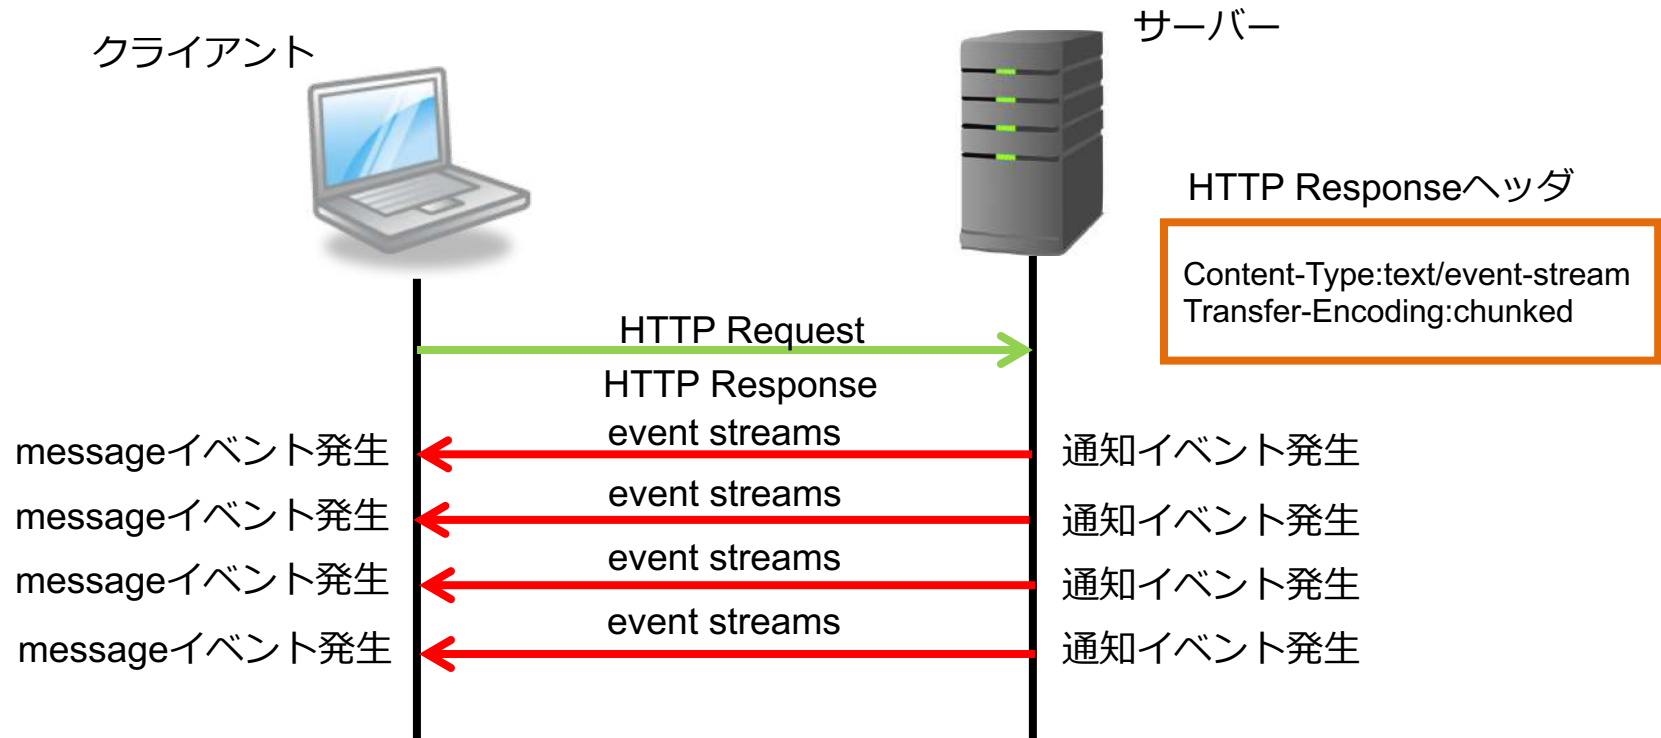 クライアント
サーバー
HTTP Responseヘッダ
Content-Type:text/event-stream
Transfer-Encoding:chunked
HTTP Request
HTTP Response
messageイベント発生
event streams
通知イベント発生
messageイベント発生
event streams
通知イベント発生
messageイベント発生
event streams
通知イベント発生
messageイベント発生
event streams
通知イベント発生